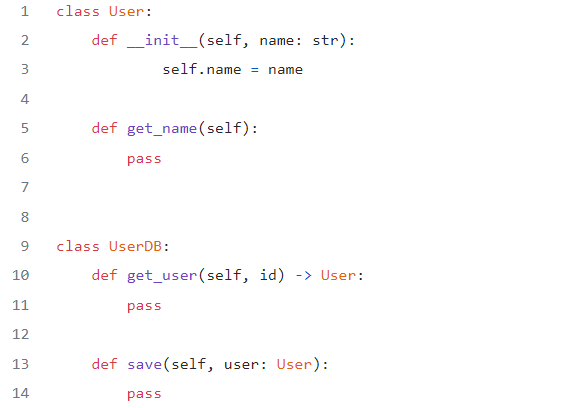 1 class User:
2     def __init__(self, name: str):
3             self.name = name
4
5     def get_name(self):
6         pass
7
8
9 class UserDB:
10     def get_user(self, id) -> User:
11         pass
12
13     def save(self, user: User):
14         pass